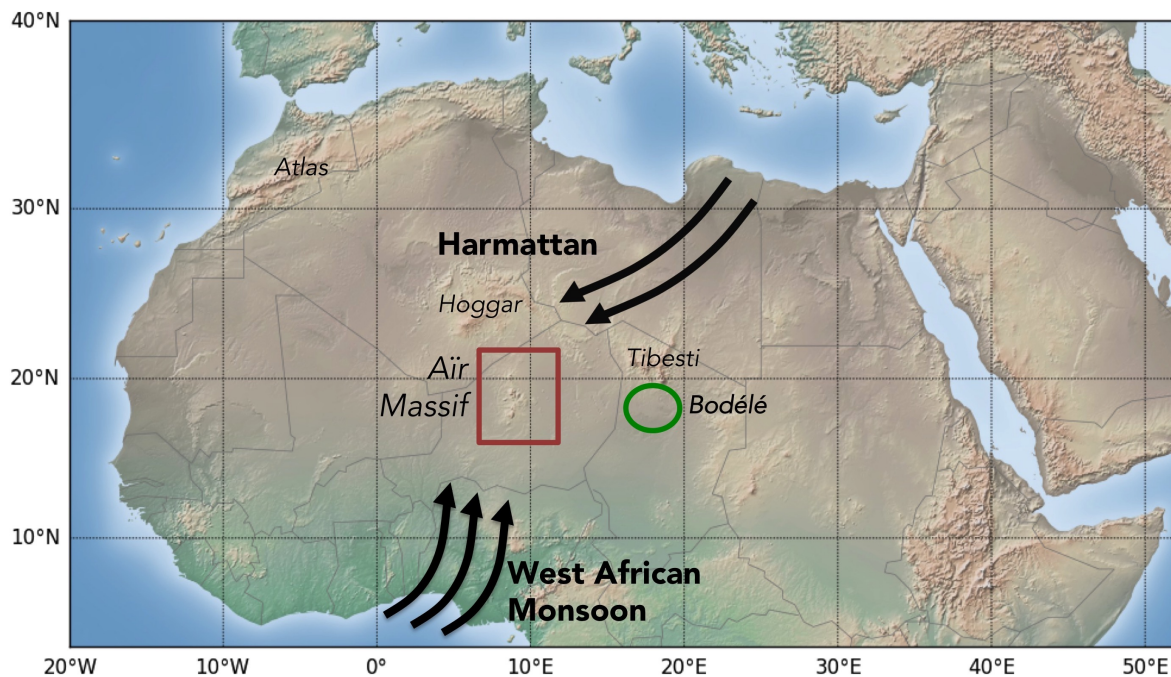 40°N
Atlas
30°N
Harmattan
Hoggar
Aïr
Tibesti
20°N
Massif
Bodélé
10°N
West African
Monsoon
20°W
10°W
0°
10°E
20°E
30°E
40°E
50°E